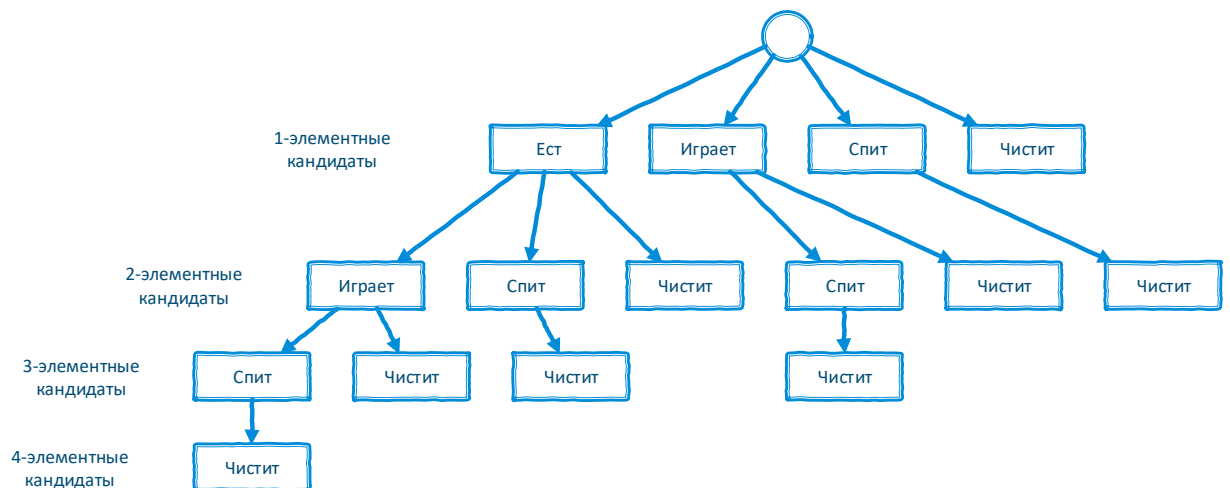 1-элементные
кандидаты
Ест
Играет
Спит
Чистит
2-элементные
кандидаты
Играет
Спит
Чистит
Спит
Чистит
Чистит
3-элементные
кандидаты
Спит
Чистит
Чистит
Чистит
4-элементные
кандидаты
Чистит